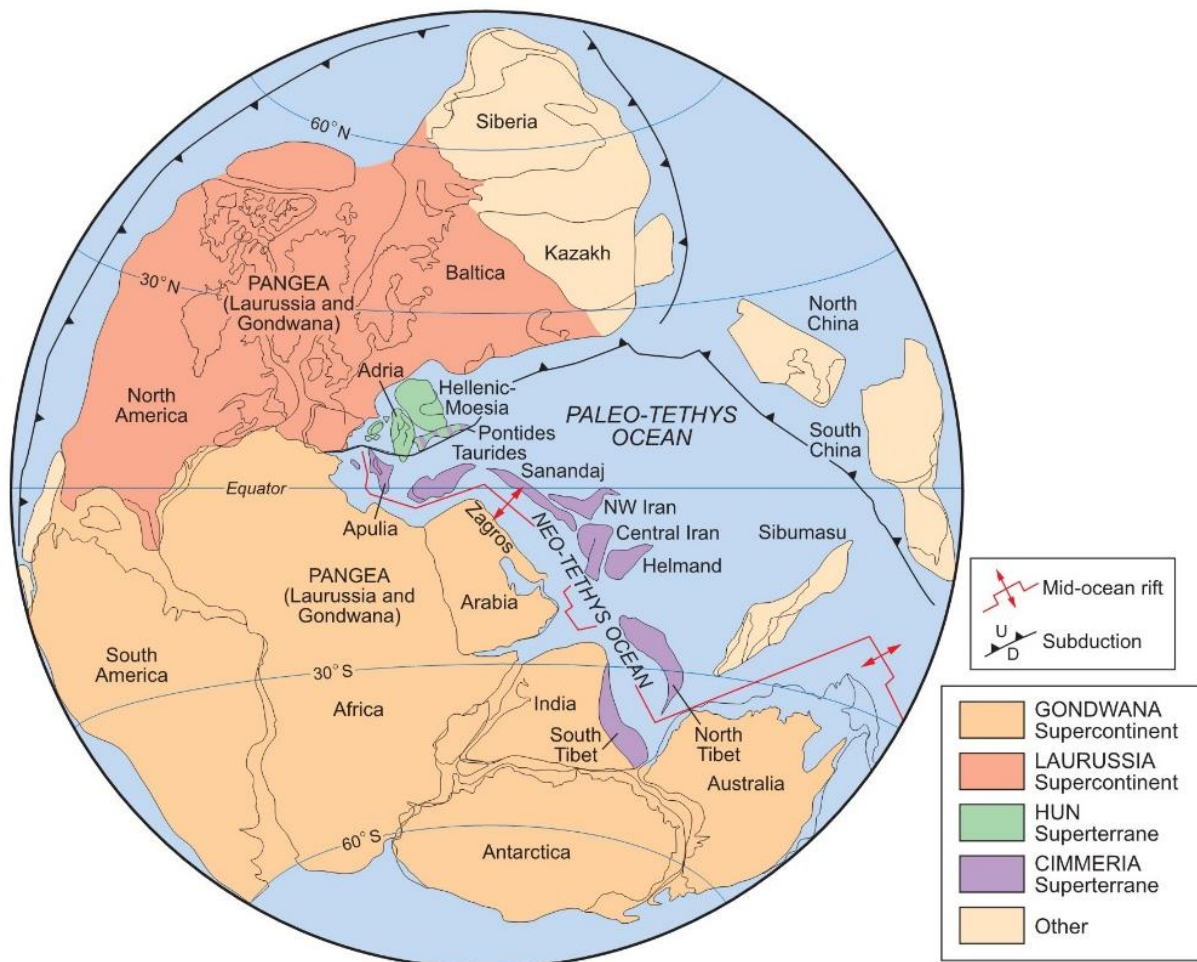 Siberia
60° N
Kazakh
Baltica
30° N
PANGEA
(Laurussia and
Gondwana)
North
China
Adria
North
America
Hellenic-
Moesia
PALEO-TETHYS
OCEAN
South
China
Pontides
Taurides
Sanandaj
Equator
NW Iran
Apulia
Zagros
NEO-TETHYS OCEAN
Central Iran
Sibumasu
Helmand
PANGEA
(Laurussia and
Gondwana)
Arabia
South
America
30° S
Africa
India
South
Tibet
North
Tibet
Australia
60° S
Antarctica
Mid-ocean rift
U
D
Subduction
GONDWANA
Supercontinent
LAURUSSIA
Supercontinent
HUN
Superterrane
CIMMERIA
Superterrane
Other